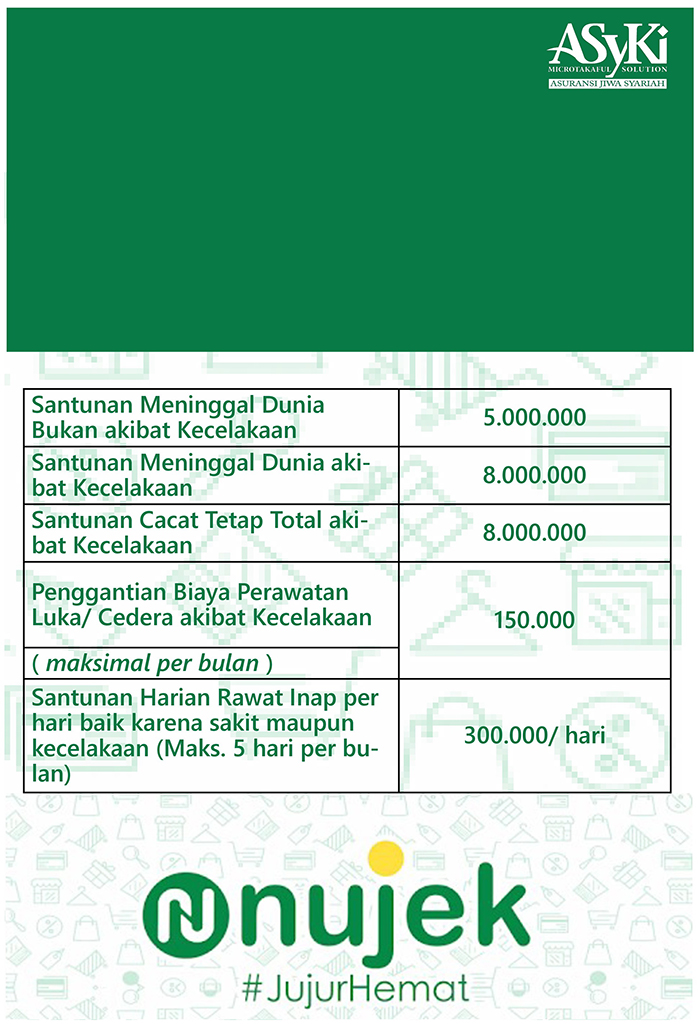 ASyKi
MICROTAKAFUL SOLUTION
ASURANSI JIWA SYARIAH
Santunan Meninggal Dunia
Bukan akibat Kecelakaan
5.000.000
Santunan Meninggal Dunia aki-
bat Kecelakaan
8.000.000
Santunan Cacat Tetap Total aki-
bat Kecelakaan
8.000.000
Penggantian Biaya Perawatan
Luka/ Cedera akibat Kecelakaan
150.000
( maksimal per bulan )
Santunan Harian Rawat Inap per
hari baik karena sakit maupun
kecelakaan (Maks. 5 hari per bu-
lan)
300.000/ hari
nujek
#JujurHemat